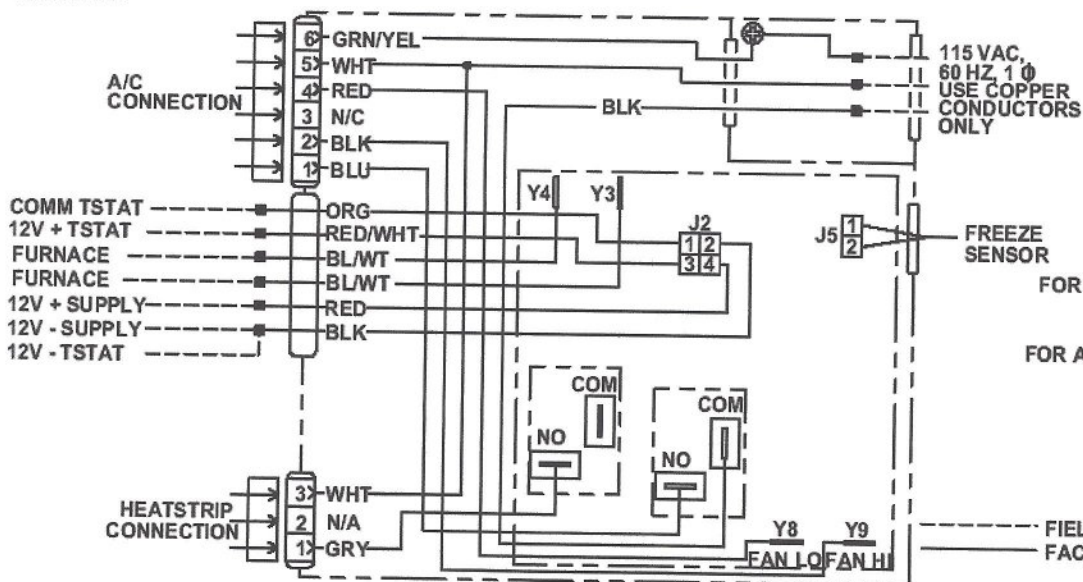 6 GRN/YEL
5 WHT
4 RED
3 N/C
2 BLK
1 BLU
A/C
CONNECTION
BLK
115 VAC,
60 HZ, 1 Φ
USE COPPER
CONDUCTORS
ONLY
COMM TSTAT ORG
12V + TSTAT RED/WHT
FURNACE BL/WT
FURNACE BL/WT
12V + SUPPLY RED
12V - SUPPLY BLK
12V - TSTAT
Y4 Y3
J2
1 2
3 4
J5
1
2
FREEZE
SENSOR
FOR
FOR A
COM
NO
COM
NO
HEATSTRIP
CONNECTION
3 WHT
2 N/A
1 GRY
Y8 Y9
FAN LO FAN HI
FIEL
FAC